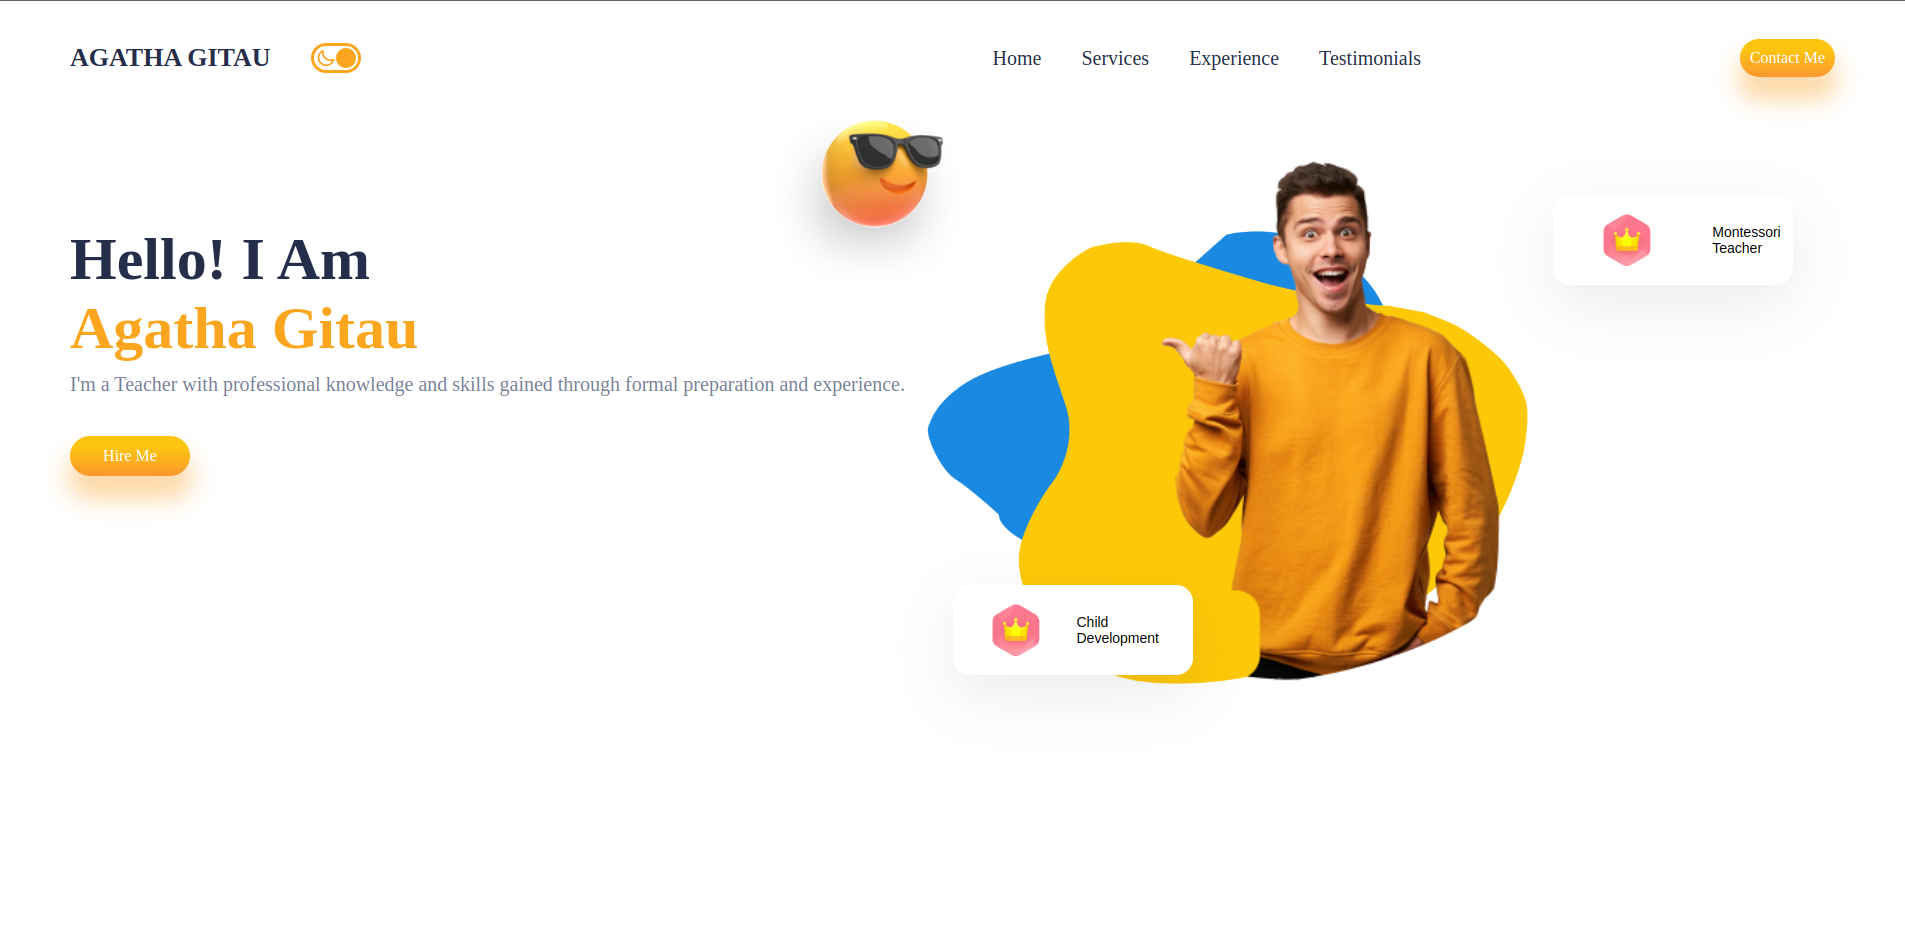 AGATHA GITAU
Home Services Experience Testimonials
Contact Me
Hello! I Am
Agatha Gitau
I'm a Teacher with professional knowledge and skills gained through formal preparation and experience.
Hire Me
Montessori
Teacher
Child
Development